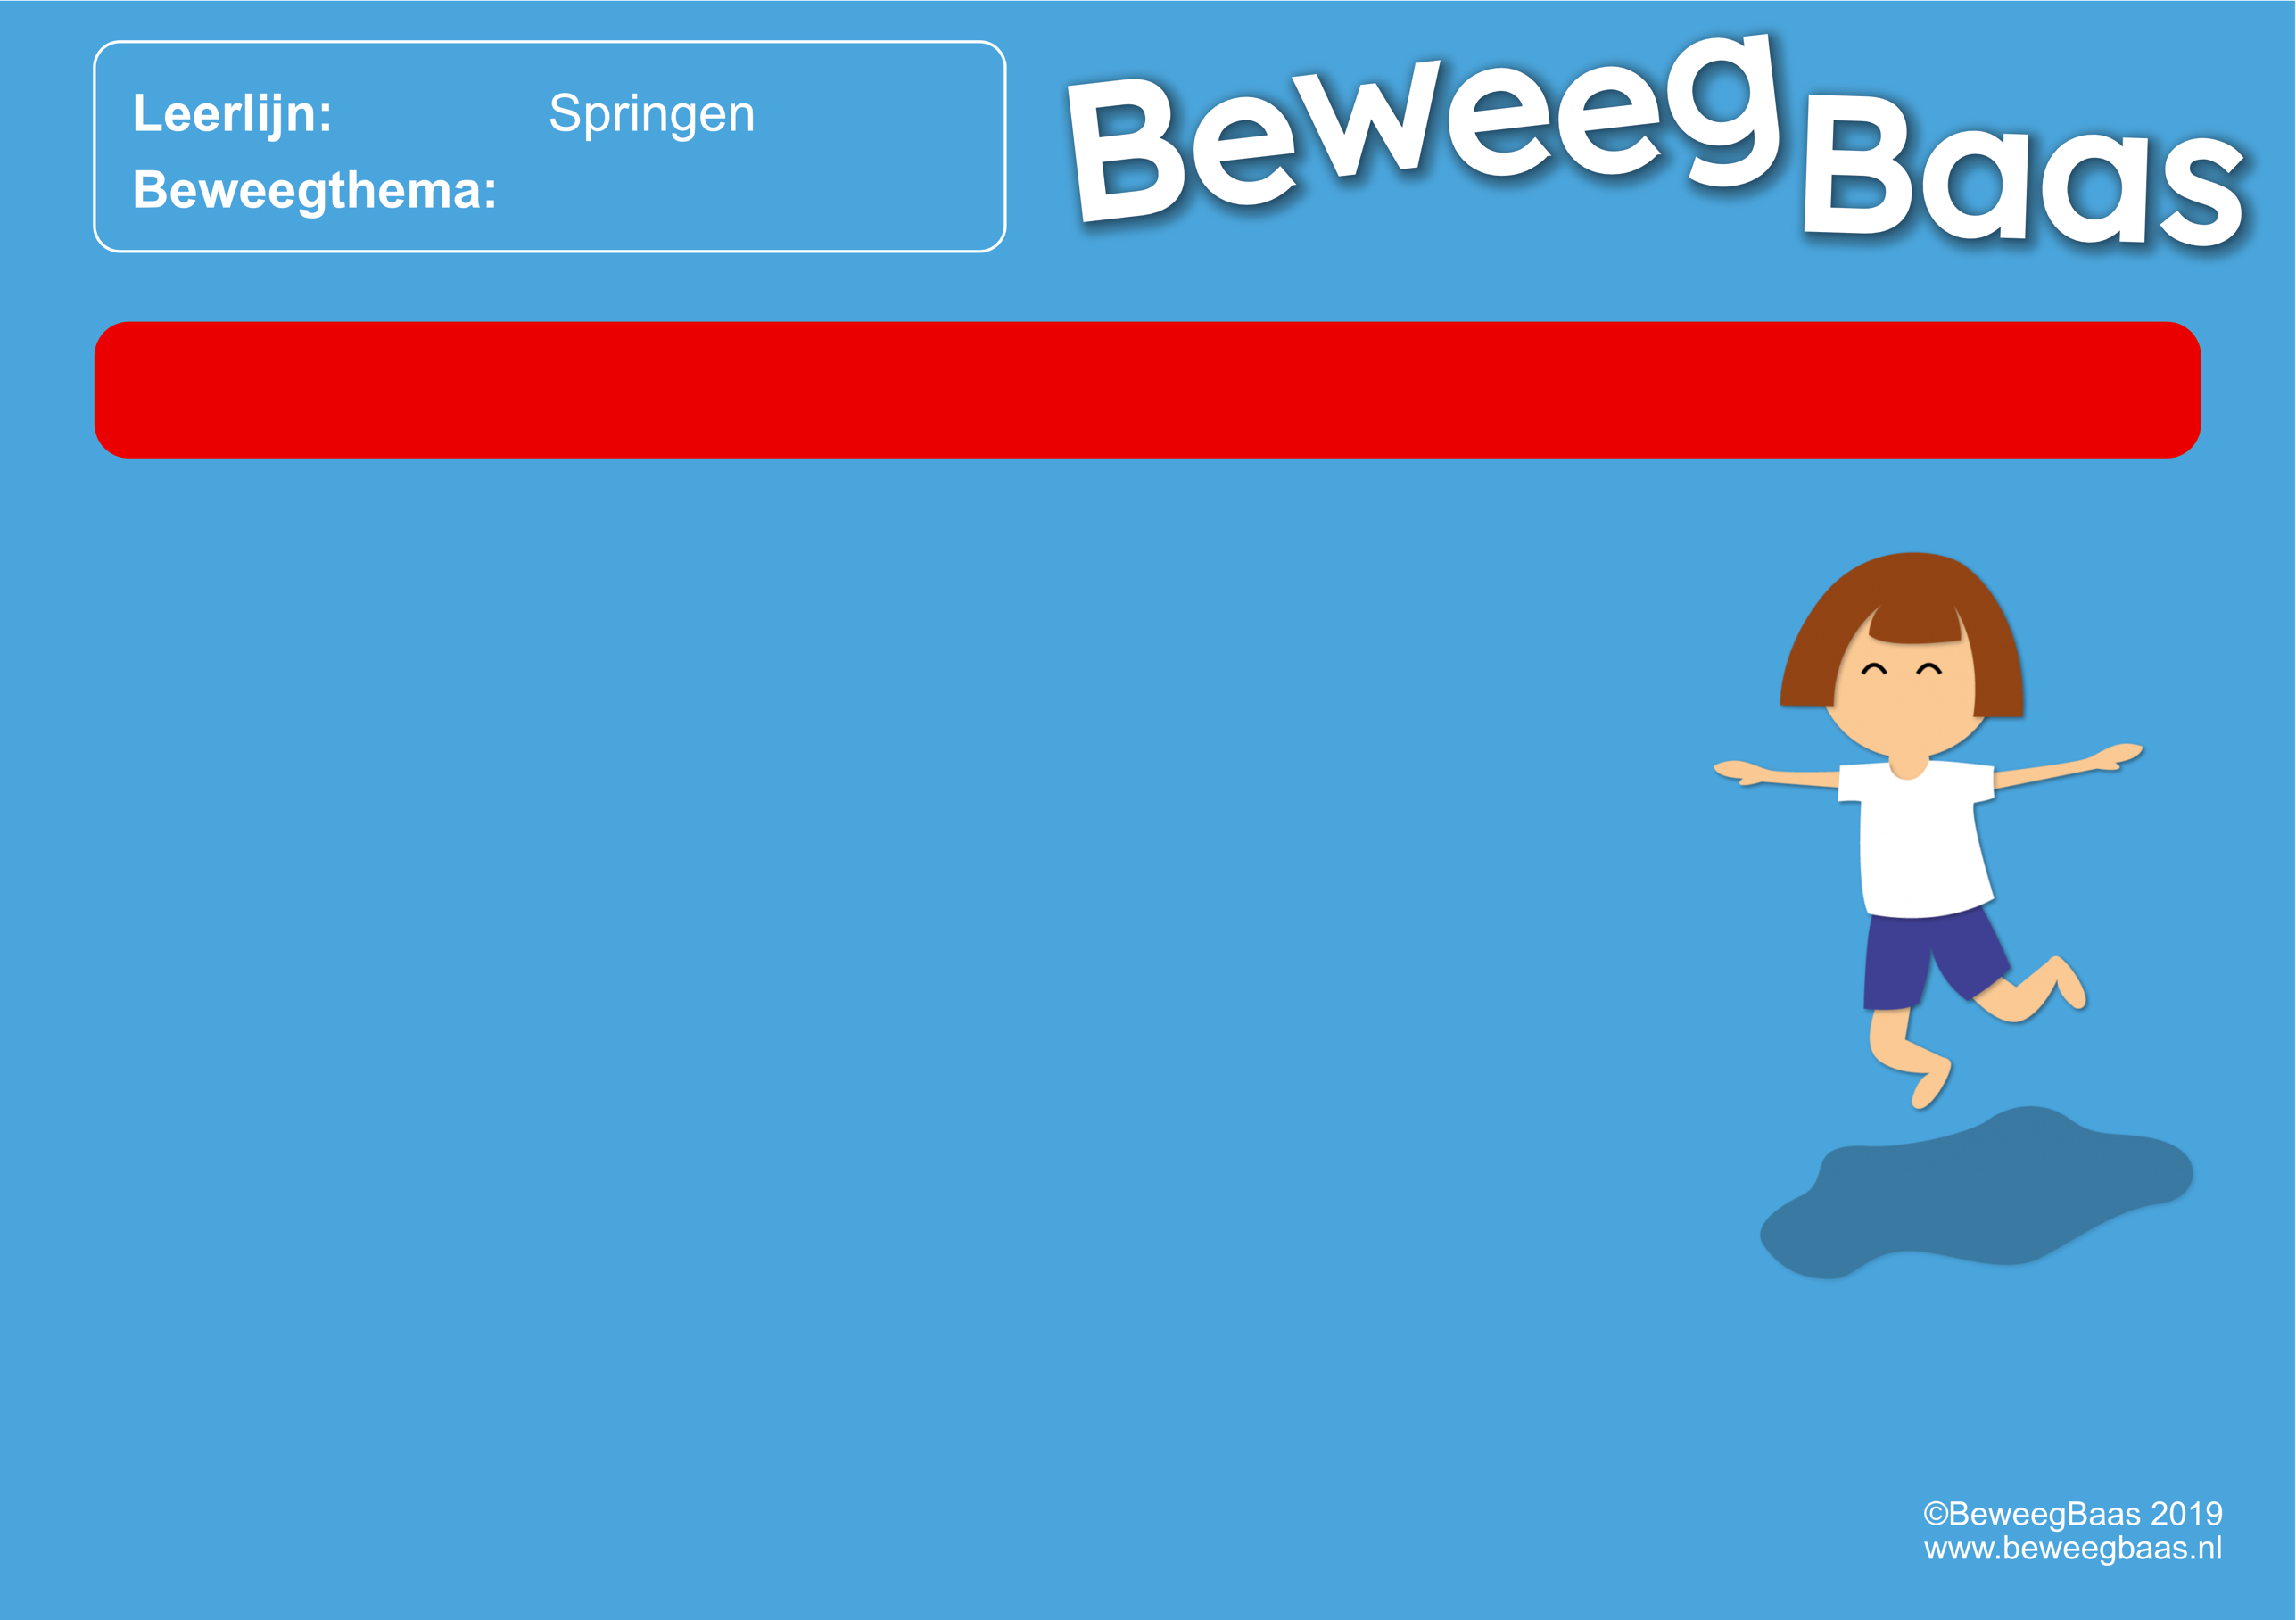 Leerlijn: Springen
Beweegthema:
BeweegBaas
©BeweegBaas 2019
www.beweegbaas.nl